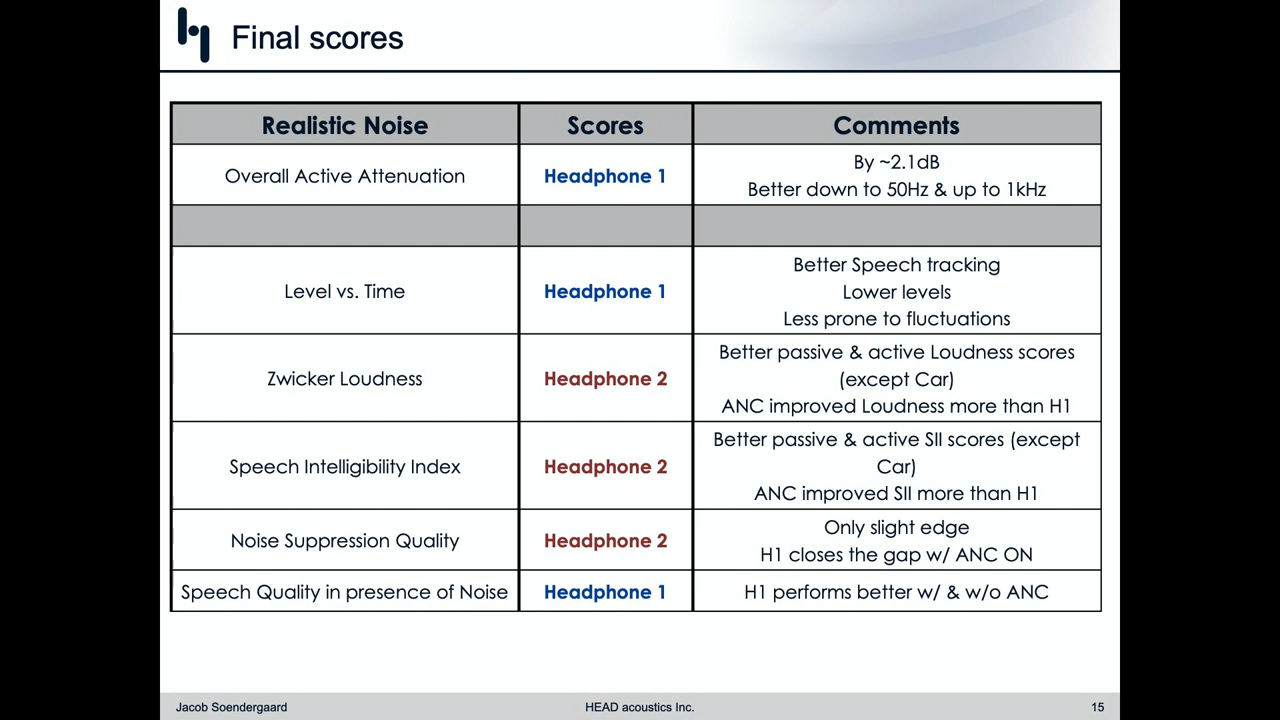 Final scores
Realistic Noise Scores Comments
Overall Active Attenuation Headphone 1 By ~2.1dB
Better down to 50Hz & up to 1kHz
Level vs. Time Headphone 1 Better Speech tracking
Lower levels
Less prone to fluctuations
Zwicker Loudness Headphone 2 Better passive & active Loudness scores
(except Car)
ANC improved Loudness more than H1
Speech Intelligibility Index Headphone 2 Better passive & active SII scores (except
Car)
ANC improved SII more than H1
Noise Suppression Quality Headphone 2 Only slight edge
H1 closes the gap w/ ANC ON
Speech Quality in presence of Noise Headphone 1 H1 performs better w/ & w/o ANC
Jacob Soendergaard HEAD acoustics Inc. 15